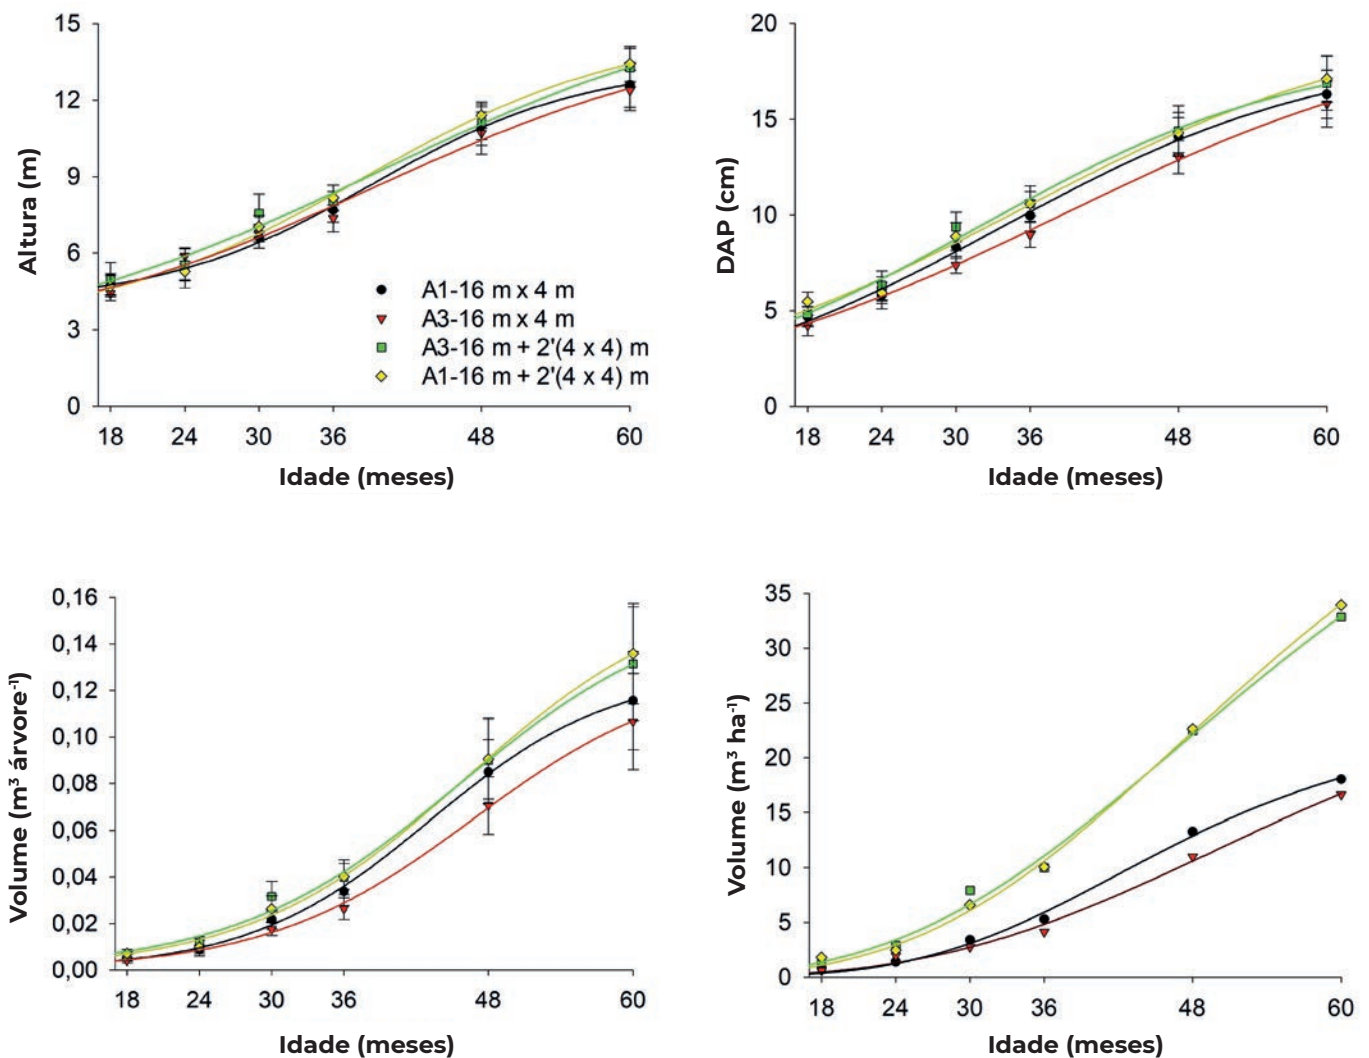 15
12
9
6
3
0
Altura (m)
A1-16 m x 4 m
A3-16 m x 4 m
A3-16 m + 2'(4 x 4) m
A1-16 m + 2'(4 x 4) m
18 24 30 36 48 60
Idade (meses)
20
15
10
5
0
DAP (cm)
18 24 30 36 48 60
Idade (meses)
0,16
0,14
0,12
0,10
0,08
0,06
0,04
0,02
0,00
Volume (m³ árvore⁻¹)
18 24 30 36 48 60
Idade (meses)
35
30
25
20
15
10
5
0
Volume (m³ ha⁻¹)
18 24 30 36 48 60
Idade (meses)